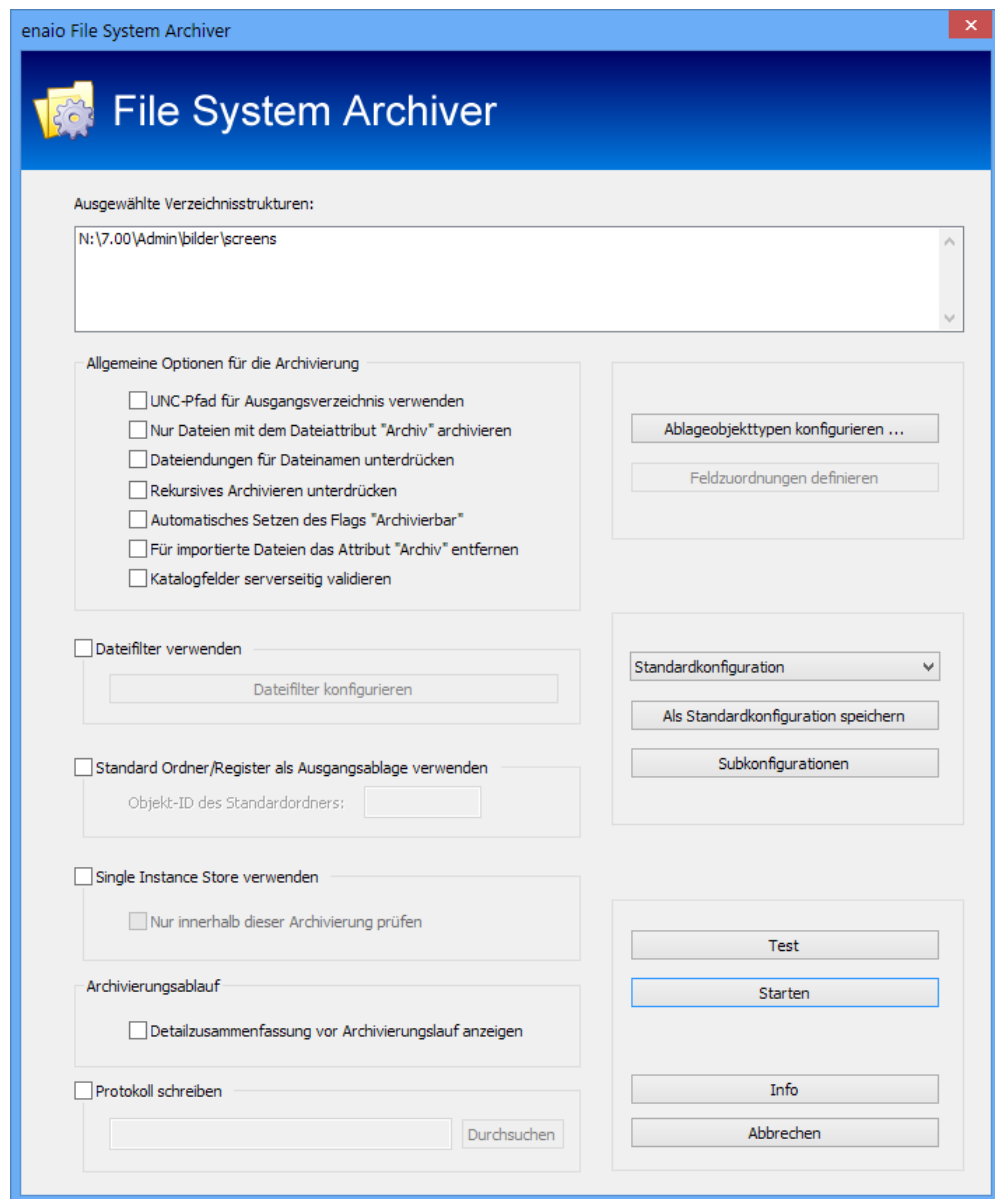 enaio File System Archiver
File System Archiver
Ausgewählte Verzeichnisstrukturen:
N:\7.00\Admin\bilder\screens
Allgemeine Optionen für die Archivierung
UNC-Pfad für Ausgangsverzeichnis verwenden
Nur Dateien mit dem Dateiattribut "Archiv" archivieren
Dateiendungen für Dateinamen unterdrücken
Rekursives Archivieren unterdrücken
Automatisches Setzen des Flags "Archivierbar"
Für importierte Dateien das Attribut "Archiv" entfernen
Katalogfelder serverseitig validieren
Ablageobjekttypen konfigurieren ...
Feldzuordnungen definieren
Dateifilter verwenden
Dateifilter konfigurieren
Standardkonfiguration
Als Standardkonfiguration speichern
Subkonfigurationen
Standard Ordner/Register als Ausgangsablage verwenden
Objekt-ID des Standardordners:
Single Instance Store verwenden
Nur innerhalb dieser Archivierung prüfen
Archivierungsablauf
Detailzusammenfassung vor Archivierungslauf anzeigen
Protokoll schreiben
Durchsuchen
Test
Starten
Info
Abbrechen